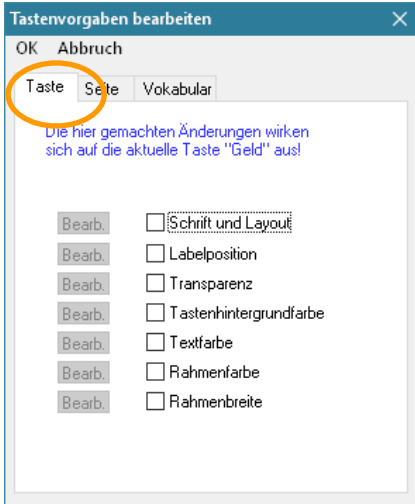 Tastenvorgaben bearbeiten
OK Abbruch
Taste Seite Vokabular
Die hier gemachten Änderungen wirken
sich auf die aktuelle Taste "Geld" aus!
Bearb. Schrift und Layout
Bearb. Labelposition
Bearb. Transparenz
Bearb. Tastenhintergrundfarbe
Bearb. Textfarbe
Bearb. Rahmenfarbe
Bearb. Rahmenbreite